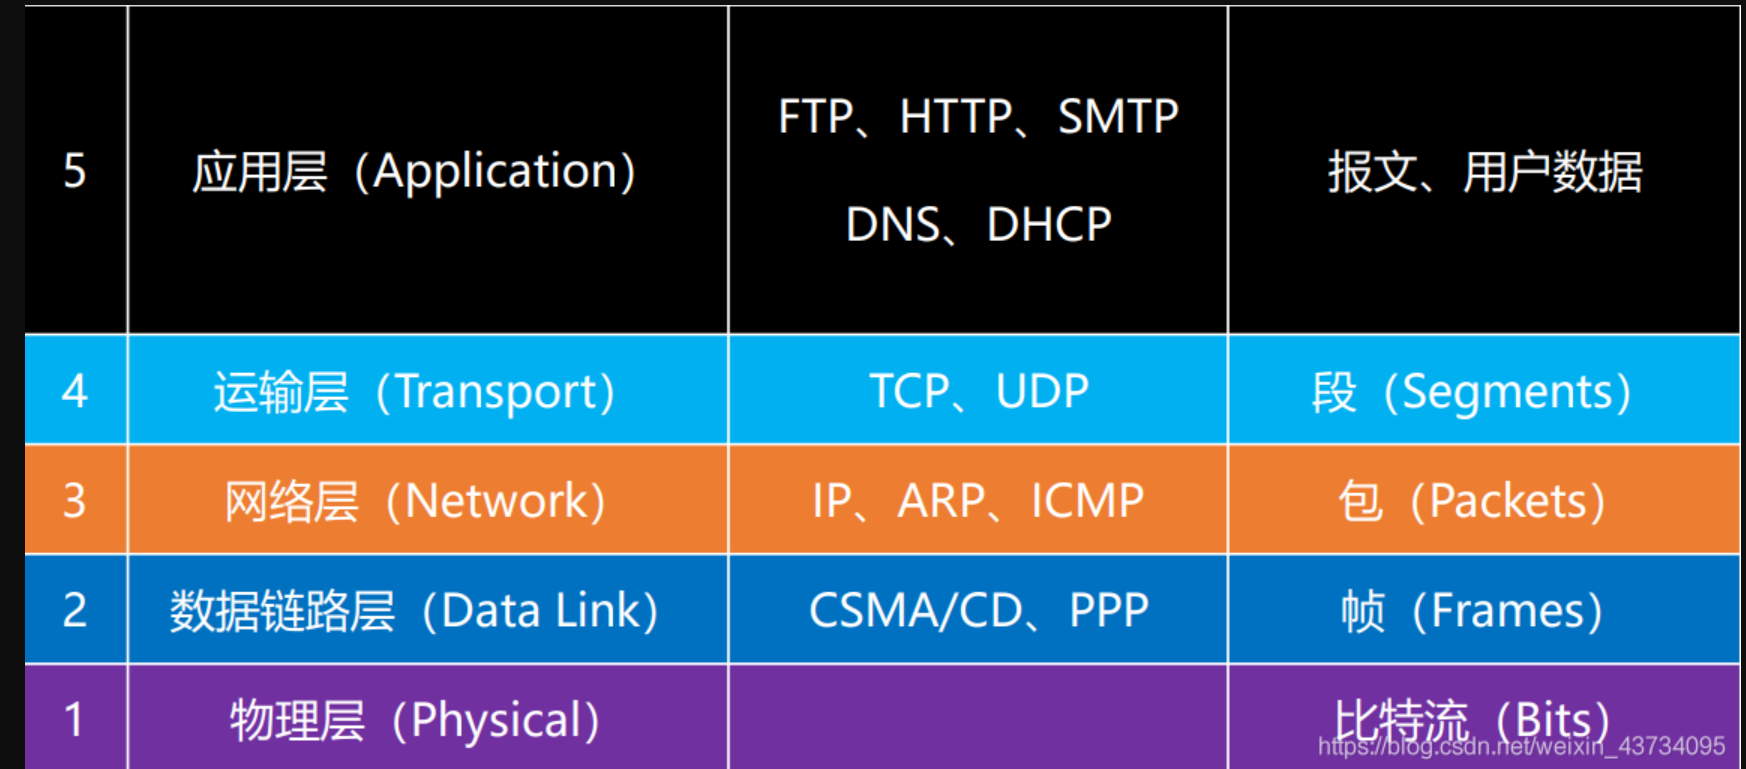 5
应用层（Application）
FTP、HTTP、SMTP
DNS、DHCP
报文、用户数据
4
运输层（Transport）
TCP、UDP
段（Segments）
3
网络层（Network）
IP、ARP、ICMP
包（Packets）
2
数据链路层（Data Link）
CSMA/CD、PPP
帧（Frames）
1
物理层（Physical）
比特流（Bits）
https://blog.csdn.net/weixin_43734095